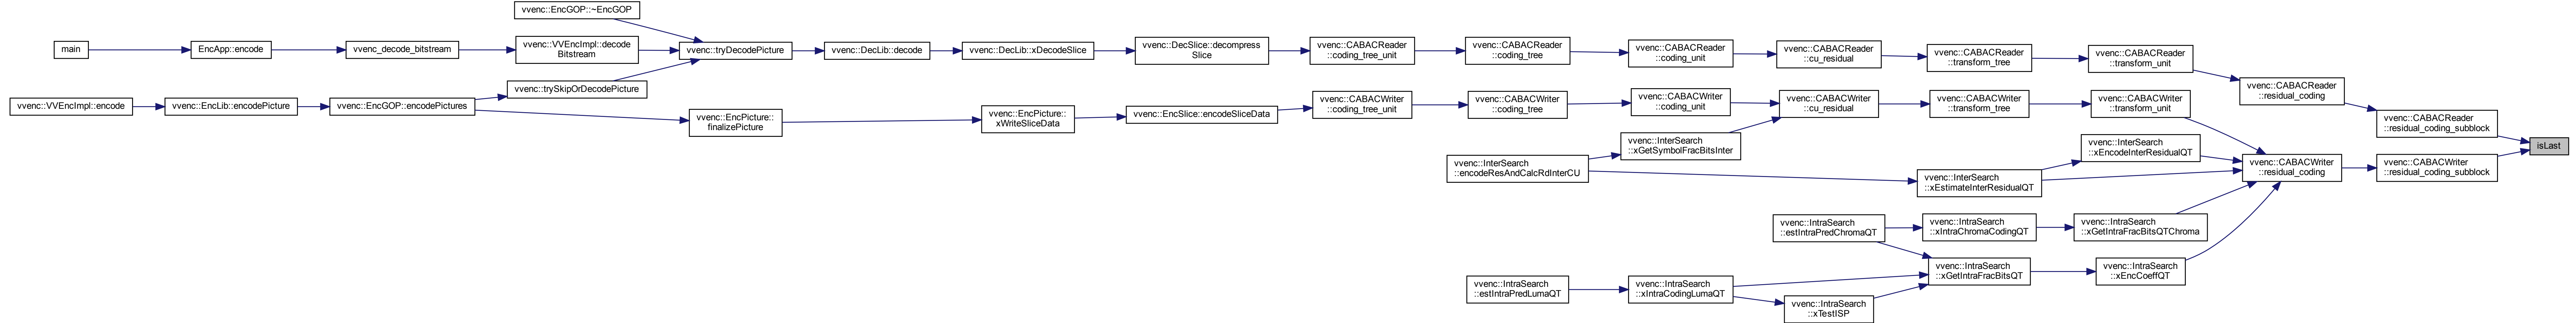 vvenc::EncGOP::~EncGOP
main
EncApp::encode
vvenc_decode_bitstream
vvenc::VVEncImpl::decode
Bitstream
vvenc::tryDecodePicture
vvenc::DecLib::decode
vvenc::DecLib::xDecodeSlice
vvenc::DecSlice::decompress
Slice
vvenc::CABACReader
::coding_tree_unit
vvenc::CABACReader
::coding_tree
vvenc::CABACReader
::coding_unit
vvenc::CABACReader
::cu_residual
vvenc::CABACReader
::transform_tree
vvenc::CABACReader
::transform_unit
vvenc::CABACReader
::residual_coding
vvenc::CABACReader
::residual_coding_subblock
isLast
vvenc::trySkipOrDecodePicture
vvenc::VVEncImpl::encode
vvenc::EncLib::encodePicture
vvenc::EncGOP::encodePictures
vvenc::EncPicture::
finalizePicture
vvenc::EncPicture::
xWriteSliceData
vvenc::EncSlice::encodeSliceData
vvenc::CABACWriter
::coding_tree_unit
vvenc::CABACWriter
::coding_tree
vvenc::CABACWriter
::coding_unit
vvenc::CABACWriter
::cu_residual
vvenc::CABACWriter
::transform_tree
vvenc::CABACWriter
::transform_unit
vvenc::InterSearch
::xGetSymbolFracBitsInter
vvenc::InterSearch
::xEncodeInterResidualQT
vvenc::InterSearch
::encodeResAndCalcRdInterCU
vvenc::InterSearch
::xEstimateInterResidualQT
vvenc::CABACWriter
::residual_coding
vvenc::CABACWriter
::residual_coding_subblock
vvenc::IntraSearch
::estIntraPredChromaQT
vvenc::IntraSearch
::xIntraChromaCodingQT
vvenc::IntraSearch
::xGetIntraFracBitsQTChroma
vvenc::IntraSearch
::xGetIntraFracBitsQT
vvenc::IntraSearch
::xEncCoeffQT
vvenc::IntraSearch
::estIntraPredLumaQT
vvenc::IntraSearch
::xIntraCodingLumaQT
vvenc::IntraSearch
::xTestISP